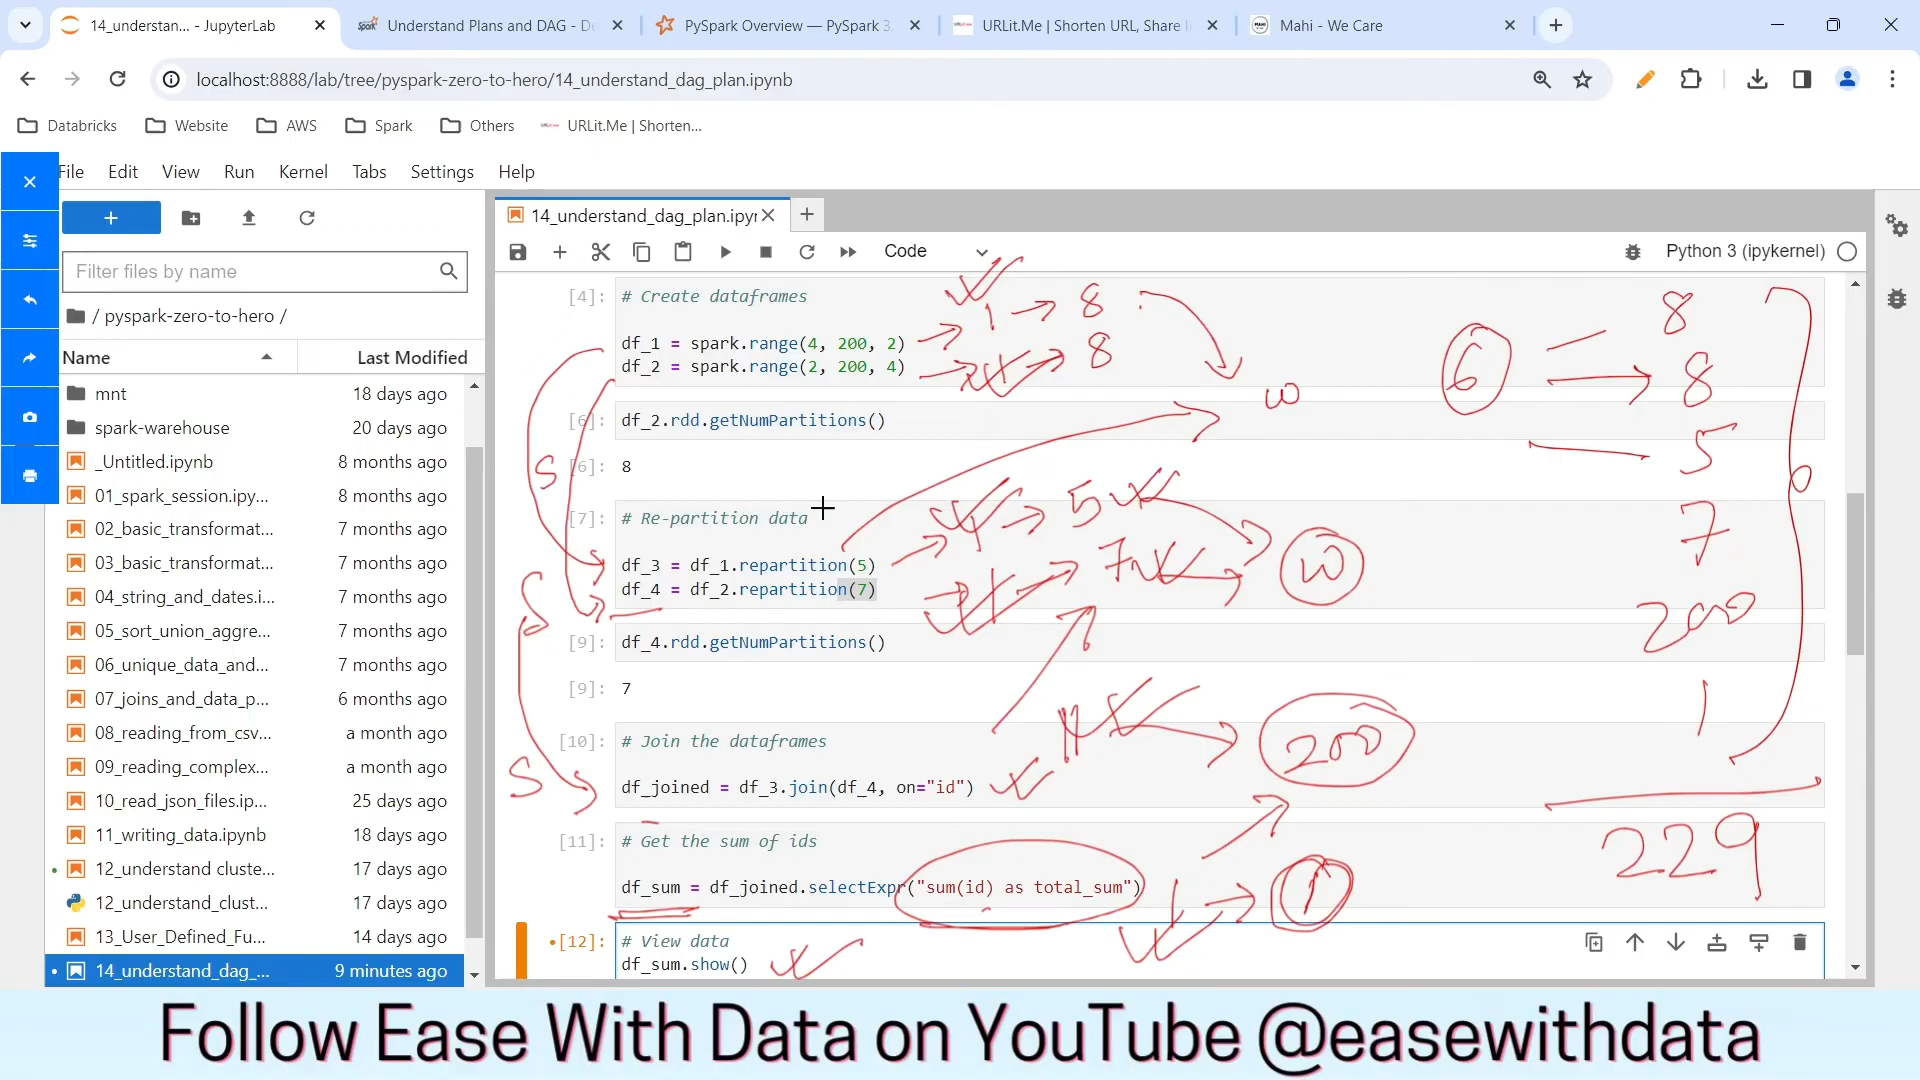 14_understan... - JupyterLab
Understand Plans and DAG - De
PySpark Overview — PySpark 3.
URLit.Me | Shorten URL, Share
Mahi - We Care
localhost:8888/lab/tree/pyspark-zero-to-hero/14_understand_dag_plan.ipynb
Databricks
Website
AWS
Spark
Others
URLit.Me | Shorten...
File Edit View Run Kernel Tabs Settings Help
14_understand_dag_plan.ipyn
Code
Python 3 (ipykernel)
Filter files by name
/ pyspark-zero-to-hero /
Name Last Modified
mnt 18 days ago
spark-warehouse 20 days ago
_Untitled.ipynb 8 months ago
01_spark_session.ipy... 8 months ago
02_basic_transformat... 7 months ago
03_basic_transformat... 7 months ago
04_string_and_dates.i... 7 months ago
05_sort_union_aggre... 7 months ago
06_unique_data_and... 7 months ago
07_joins_and_data_p... 6 months ago
08_reading_from_csv... a month ago
09_reading_complex... a month ago
10_read_json_files.ip... 25 days ago
11_writing_data.ipynb 18 days ago
12_understand cluste... 17 days ago
12_understand_clust... 17 days ago
13_User_Defined_Fu... 14 days ago
14_understand_dag_... 9 minutes ago
[4]: # Create dataframes
df_1 = spark.range(4, 200, 2)
df_2 = spark.range(2, 200, 4)
[6]: df_2.rdd.getNumPartitions()
[6]: 8
[7]: # Re-partition data
df_3 = df_1.repartition(5)
df_4 = df_2.repartition(7)
[9]: df_4.rdd.getNumPartitions()
[9]: 7
[10]: # Join the dataframes
df_joined = df_3.join(df_4, on="id")
[11]: # Get the sum of ids
df_sum = df_joined.selectExpr("sum(id) as total_sum")
[12]: # View data
df_sum.show()
1 8
8
5
7
200
1
6
8
8
5
7
200
1
229
S
S
S
Follow Ease With Data on YouTube @easewithdata